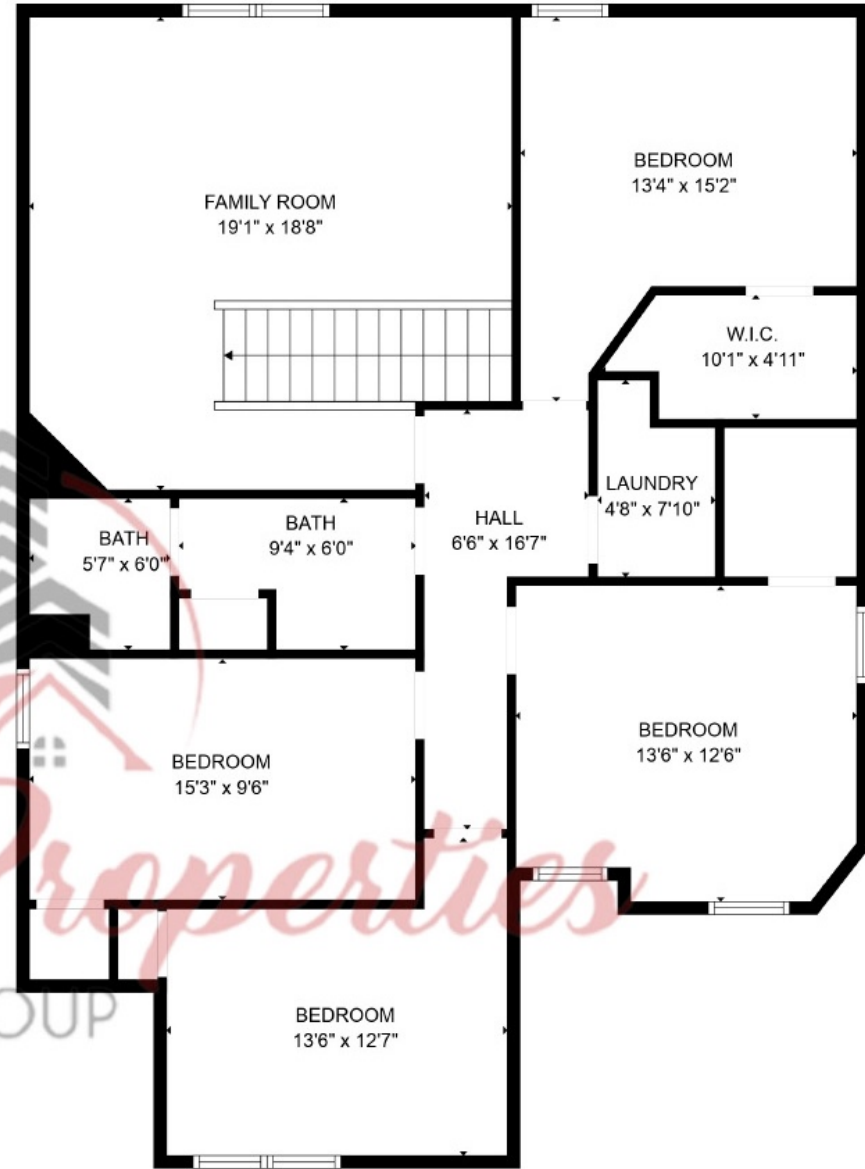 FAMILY ROOM
19'1" x 18'8"
BEDROOM
13'4" x 15'2"
W.I.C.
10'1" x 4'11"
LAUNDRY
4'8" x 7'10"
HALL
6'6" x 16'7"
BATH
9'4" x 6'0"
BATH
5'7" x 6'0"
BEDROOM
15'3" x 9'6"
BEDROOM
13'6" x 12'6"
Properties
OUP
BEDROOM
13'6" x 12'7"